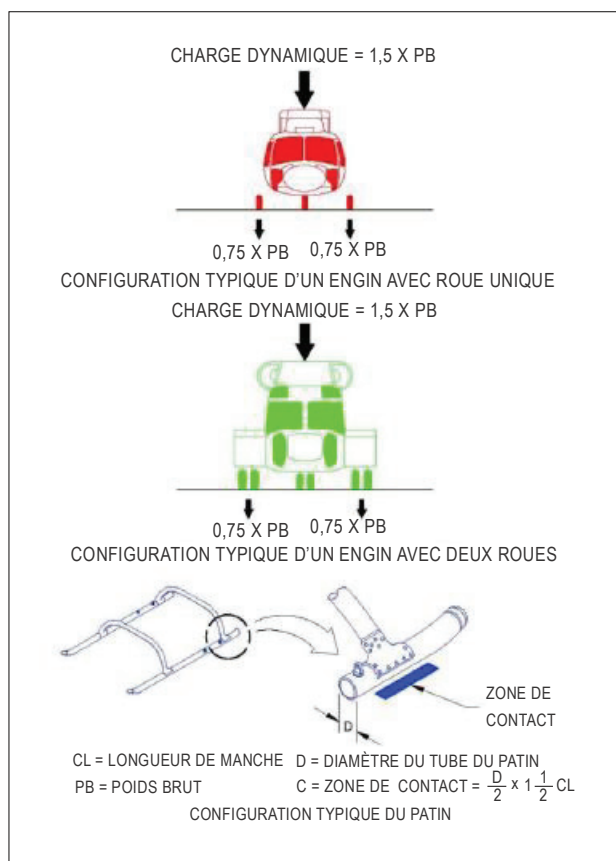 CHARGE DYNAMIQUE = 1,5 X PB
0,75 X PB 0,75 X PB
CONFIGURATION TYPIQUE D'UN ENGIN AVEC ROUE UNIQUE
CHARGE DYNAMIQUE = 1,5 X PB
0,75 X PB 0,75 X PB
CONFIGURATION TYPIQUE D'UN ENGIN AVEC DEUX ROUES
D
ZONE DE
CONTACT
CL = LONGUEUR DE MANCHE D = DIAMÈTRE DU TUBE DU PATIN
PB = POIDS BRUT C = ZONE DE CONTACT = D/2 x 1 1/2 CL
CONFIGURATION TYPIQUE DU PATIN